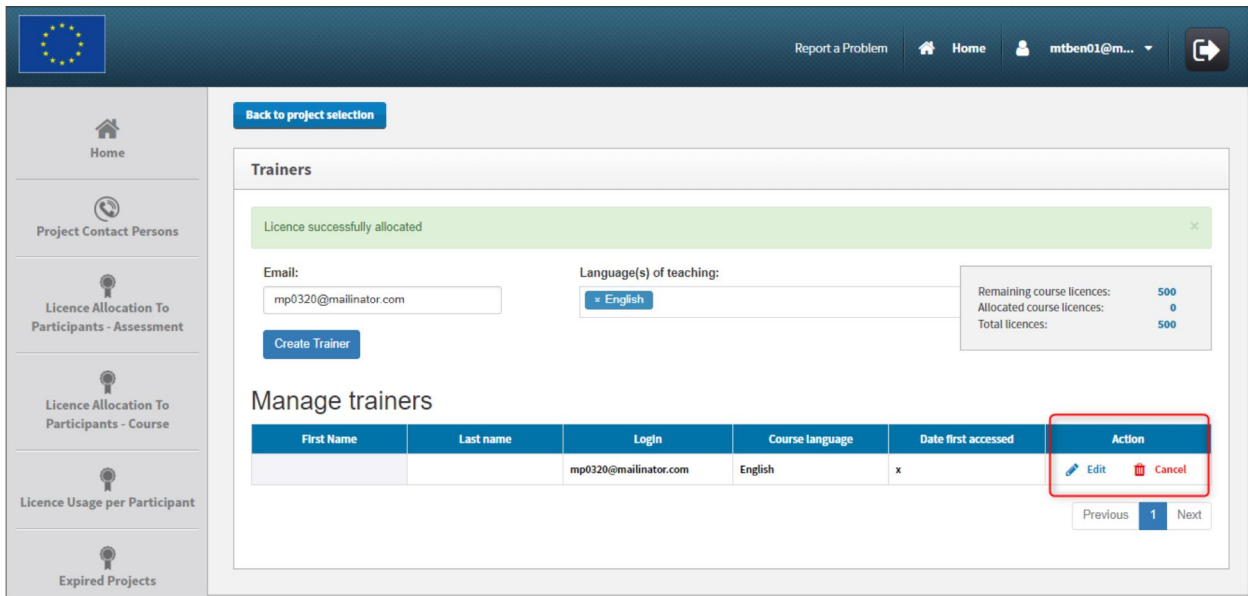 Report a Problem
Home
mtben01@m...
Home
Project Contact Persons
Licence Allocation To
Participants - Assessment
Licence Allocation To
Participants - Course
Licence Usage per Participant
Expired Projects
Back to project selection
Trainers
Licence successfully allocated ×
Email: Language(s) of teaching:
mp0320@mailinator.com × English
Remaining course licences: 500
Allocated course licences: 0
Total licences: 500
Create Trainer
Manage trainers
First Name Last name Login Course language Date first accessed Action
mp0320@mailinator.com English x Edit Cancel
Previous 1 Next